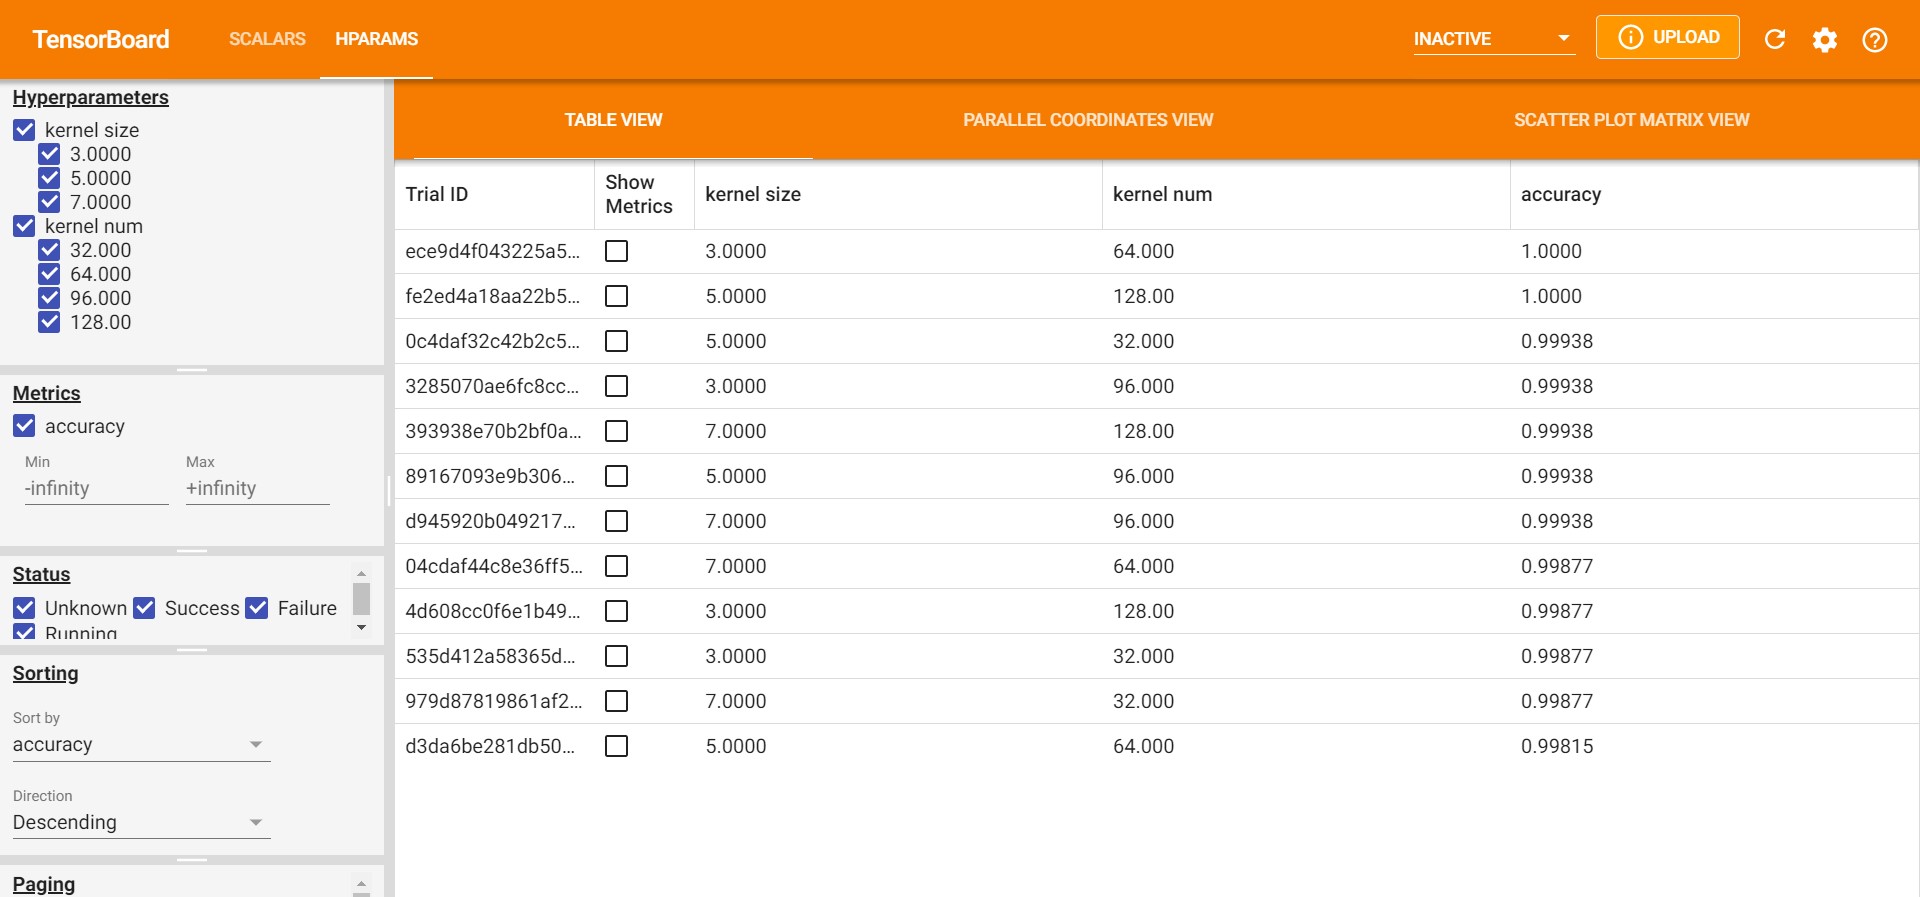 TensorBoard SCALARS HPARAMS INACTIVE UPLOAD
Hyperparameters
kernel size
3.0000
5.0000
7.0000
kernel num
32.000
64.000
96.000
128.00
Metrics
accuracy
Min Max
-infinity +infinity
Status
Unknown Success Failure
Running
Sorting
Sort by
accuracy
Direction
Descending
Paging
TABLE VIEW PARALLEL COORDINATES VIEW SCATTER PLOT MATRIX VIEW
Trial ID Show Metrics kernel size kernel num accuracy
ece9d4f043225a5... 3.0000 64.000 1.0000
fe2ed4a18aa22b5... 5.0000 128.00 1.0000
0c4daf32c42b2c5... 5.0000 32.000 0.99938
3285070ae6fc8cc... 3.0000 96.000 0.99938
393938e70b2bf0a... 7.0000 128.00 0.99938
89167093e9b306... 5.0000 96.000 0.99938
d945920b049217... 7.0000 96.000 0.99938
04cdaf44c8e36ff5... 7.0000 64.000 0.99877
4d608cc0f6e1b49... 3.0000 128.00 0.99877
535d412a58365d... 3.0000 32.000 0.99877
979d87819861af2... 7.0000 32.000 0.99877
d3da6be281db50... 5.0000 64.000 0.99815